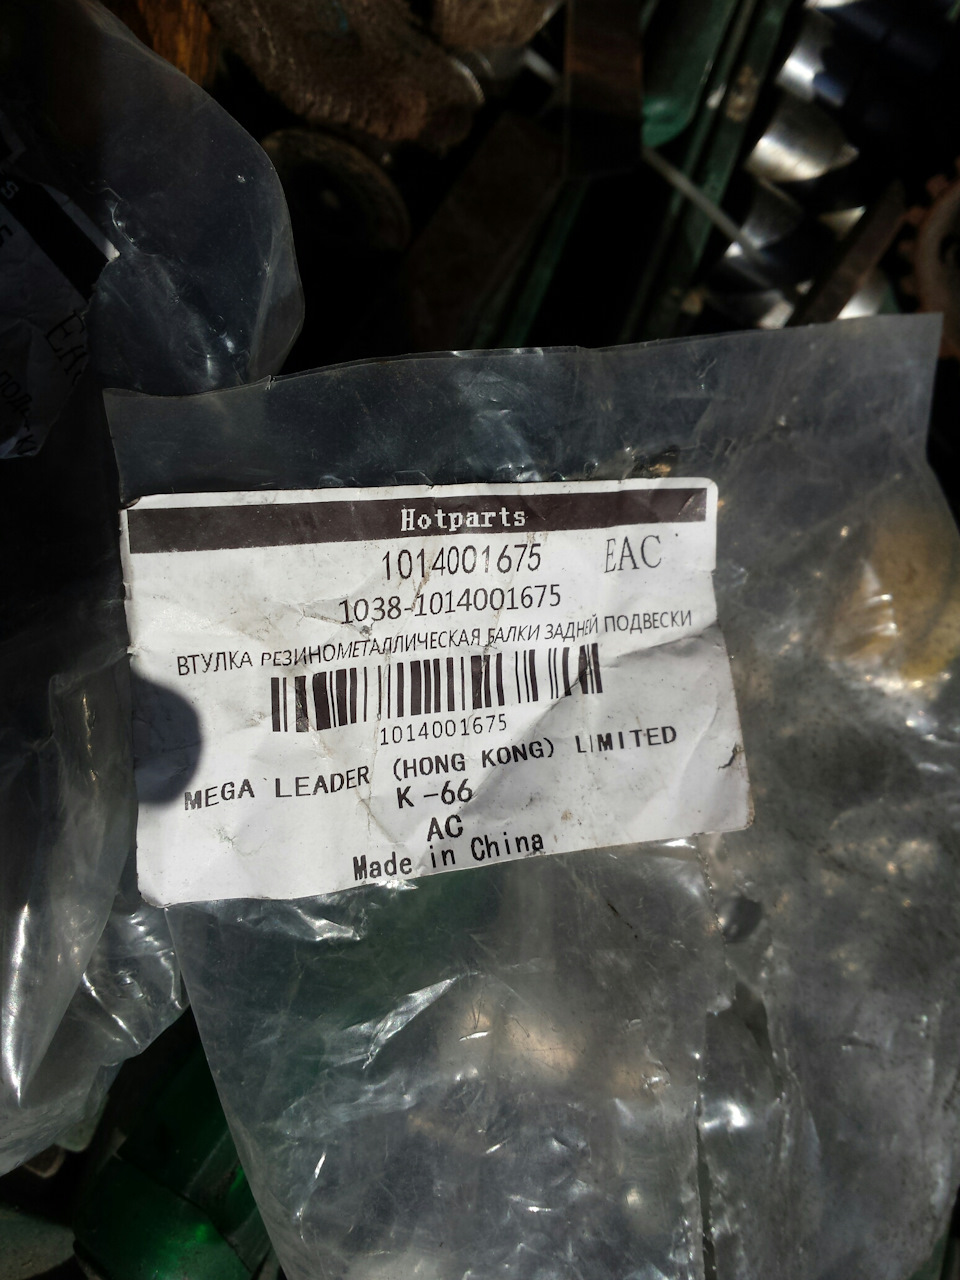 Hotparts
1014001675 EAC
1038-1014001675
ВТУЛКА РЕЗИНОМЕТАЛЛИЧЕСКАЯ БАЛКИ ЗАДНЕЙ ПОДВЕСКИ
1014001675
MEGA LEADER (HONG KONG) LIMITED
K-66
AC
Made in China